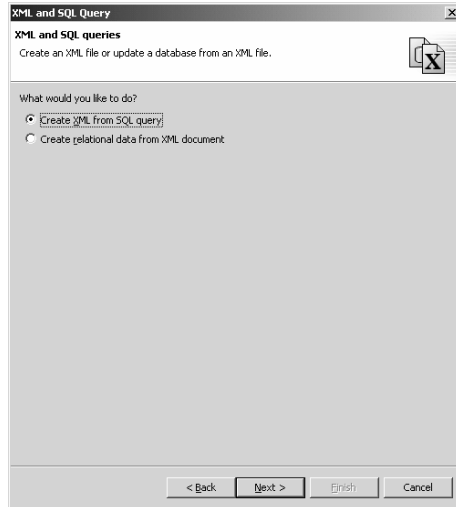 XML and SQL Query
XML and SQL queries
Create an XML file or update a database from an XML file.
X
What would you like to do?
Create XML from SQL query
Create relational data from XML document
< Back Next > Finish Cancel